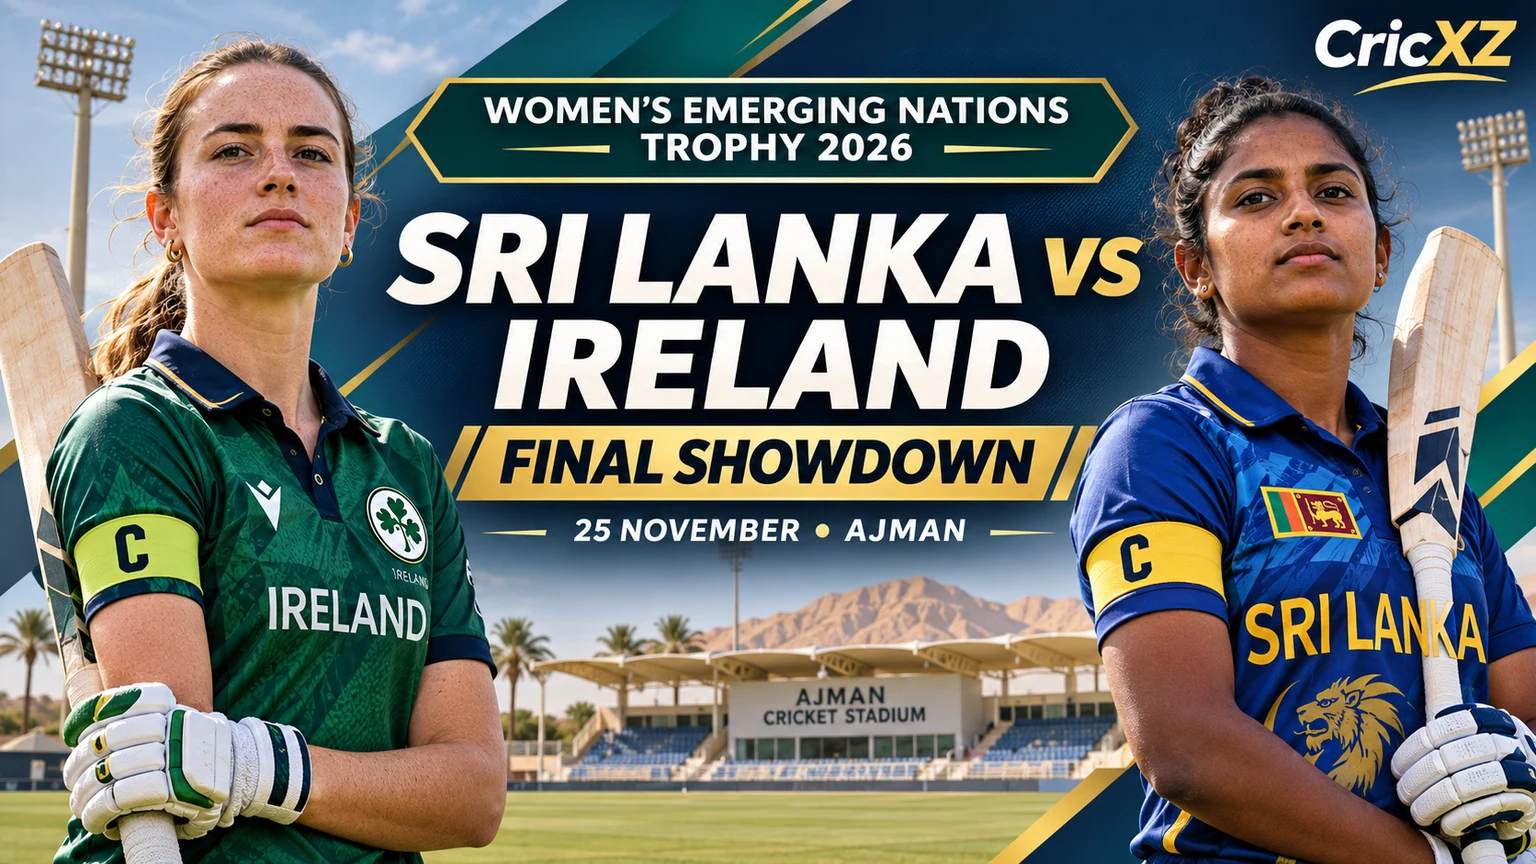 CricXZ
WOMEN'S EMERGING NATIONS
TROPHY 2026
SRI LANKA VS
IRELAND
FINAL SHOWDOWN
25 NOVEMBER • AJMAN
C
IRELAND
IRELAND
C
SRI LANKA
AJMAN
CRICKET STADIUM